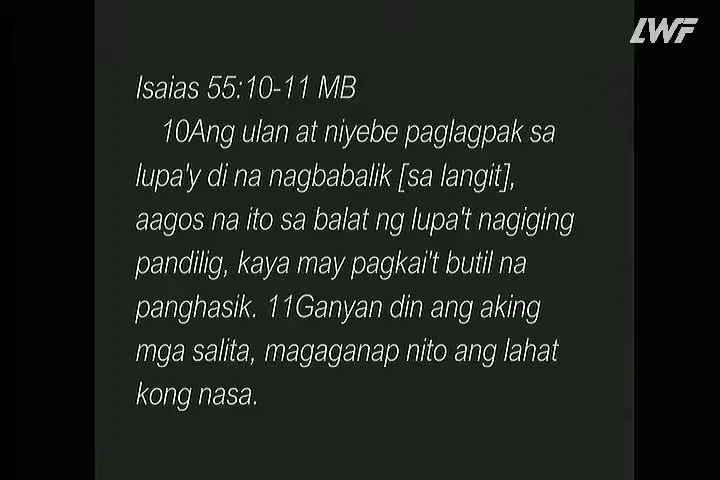 LWF
Isaias 55:10-11 MB
10Ang ulan at niyebe paglagpak sa
lupa'y di na nagbabalik [sa langit],
aagos na ito sa balat ng lupa't nagiging
pandilig, kaya may pagkai't butil na
panghasik. 11Ganyan din ang aking
mga salita, magaganap nito ang lahat
kong nasa.